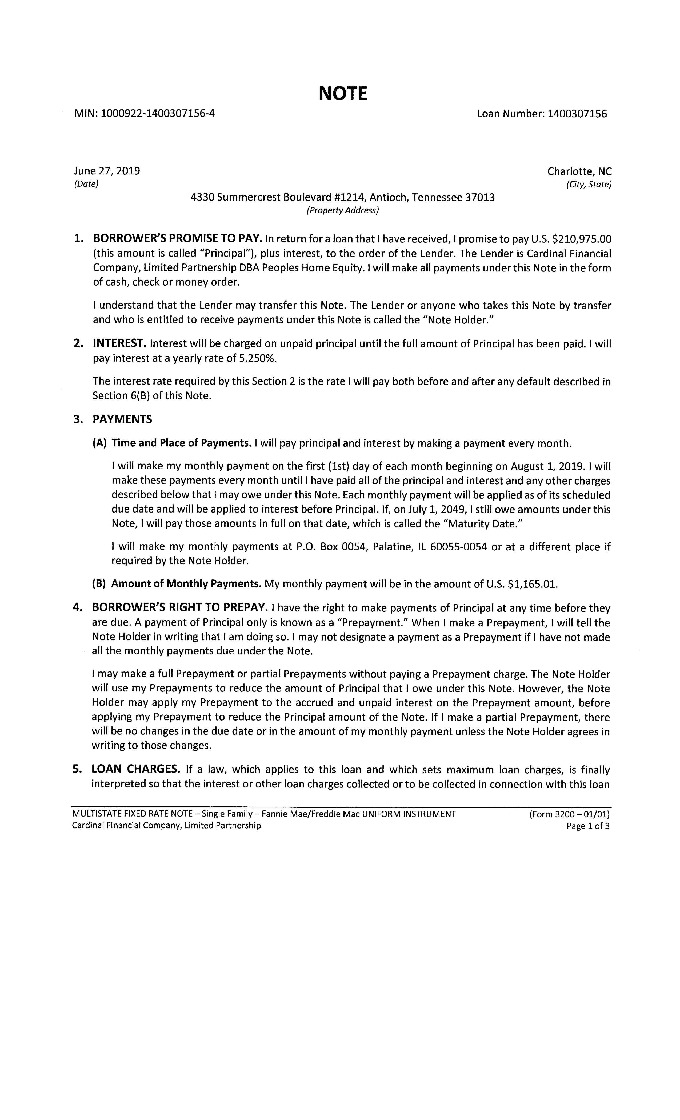 NOTE
MIN: 1000922-1400307156-4 Loan Number: 1400307156
June 27, 2019 Charlotte, NC
(Date) (City, State)
4330 Summercrest Boulevard #1214, Antioch, Tennessee 37013
(Property Address)
1. BORROWER'S PROMISE TO PAY. In return for a loan that I have received, I promise to pay U.S. $210,975.00
(this amount is called "Principal"), plus interest, to the order of the Lender. The Lender is Cardinal Financial
Company, Limited Partnership DBA Peoples Home Equity. I will make all payments under this Note in the form
of cash, check or money order.
I understand that the Lender may transfer this Note. The Lender or anyone who takes this Note by transfer
and who is entitled to receive payments under this Note is called the "Note Holder."
2. INTEREST. Interest will be charged on unpaid principal until the full amount of Principal has been paid. I will
pay interest at a yearly rate of 5.250%.
The interest rate required by this Section 2 is the rate I will pay both before and after any default described in
Section 6(B) of this Note.
3. PAYMENTS
(A) Time and Place of Payments. I will pay principal and interest by making a payment every month.
I will make my monthly payment on the first (1st) day of each month beginning on August 1, 2019. I will
make these payments every month until I have paid all of the principal and interest and any other charges
described below that I may owe under this Note. Each monthly payment will be applied as of its scheduled
due date and will be applied to interest before Principal. If, on July 1, 2049, I still owe amounts under this
Note, I will pay those amounts in full on that date, which is called the "Maturity Date."
I will make my monthly payments at P.O. Box 0054, Palatine, IL 60055-0054 or at a different place if
required by the Note Holder.
(B) Amount of Monthly Payments. My monthly payment will be in the amount of U.S. $1,165.01.
4. BORROWER'S RIGHT TO PREPAY. I have the right to make payments of Principal at any time before they
are due. A payment of Principal only is known as a "Prepayment." When I make a Prepayment, I will tell the
Note Holder in writing that I am doing so. I may not designate a payment as a Prepayment if I have not made
all the monthly payments due under the Note.
I may make a full Prepayment or partial Prepayments without paying a Prepayment charge. The Note Holder
will use my Prepayments to reduce the amount of Principal that I owe under this Note. However, the Note
Holder may apply my Prepayment to the accrued and unpaid interest on the Prepayment amount, before
applying my Prepayment to reduce the Principal amount of the Note. If I make a partial Prepayment, there
will be no changes in the due date or in the amount of my monthly payment unless the Note Holder agrees in
writing to those changes.
5. LOAN CHARGES. If a law, which applies to this loan and which sets maximum loan charges, is finally
interpreted so that the interest or other loan charges collected or to be collected in connection with this loan
MULTISTATE FIXED RATE NOTE – Single Family – Fannie Mae/Freddie Mac UNIFORM INSTRUMENT (Form 3200 – 01/01)
Cardinal Financial Company, Limited Partnership Page 1 of 3